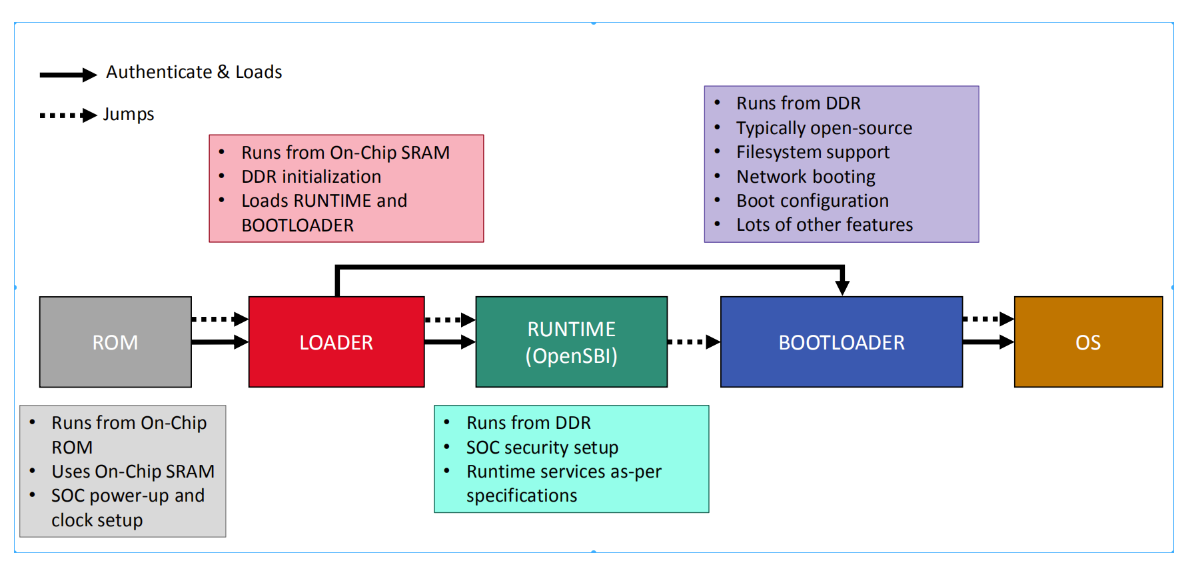 Authenticate & Loads
Jumps
• Runs from On-Chip SRAM
• DDR initialization
• Loads RUNTIME and
BOOTLOADER
• Runs from DDR
• Typically open-source
• Filesystem support
• Network booting
• Boot configuration
• Lots of other features
ROM
LOADER
RUNTIME
(OpenSBI)
BOOTLOADER
OS
• Runs from On-Chip
ROM
• Uses On-Chip SRAM
• SOC power-up and
clock setup
• Runs from DDR
• SOC security setup
• Runtime services as-per
specifications